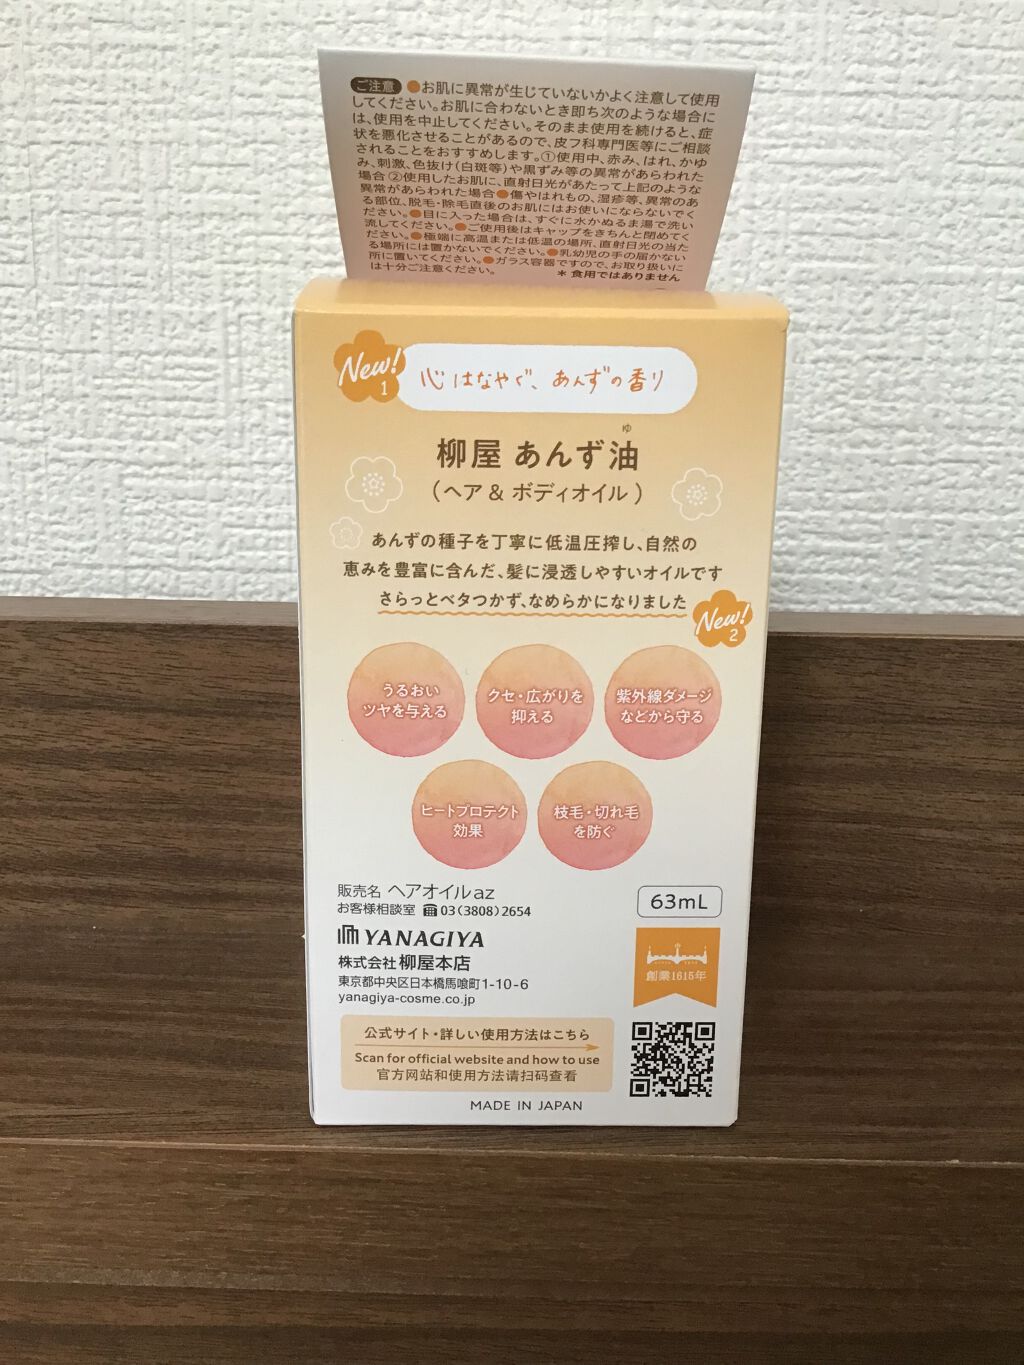 ご注意 ●お肌に異常が生じていないかよく注意して使用
してください。お肌に合わないとき即ち次のような場合に
は、使用を中止してください。そのまま使用を続けると、症
状を悪化させることがあるので、皮フ科専門医等にご相談
されることをおすすめします。①使用中、赤み、はれ、かゆ
み、刺激、色抜け(白斑等)や黒ずみ等の異常があらわれた
場合②使用したお肌に、直射日光があたって上記のような
異常があらわれた場合●傷やはれもの、湿疹等、異常のあ
る部位、脱毛・除毛直後のお肌にはお使いにならないでく
ださい。●目に入った場合は、すぐに水かぬるま湯で洗い
流してください。●ご使用後はキャップをきちんと閉めてく
ださい。●極端に高温または低温の場所、直射日光の当た
る場所には置かないでください。●乳幼児の手の届かない
所に置いてください。●ガラス容器ですので、お取り扱いに
は十分ご注意ください。 *食用ではありません
New! 1
心はなやぐ、あんずの香り
ゆ
柳屋 あんず油
(ヘア & ボディオイル)
あんずの種子を丁寧に低温圧搾し、自然の
恵みを豊富に含んだ、髪に浸透しやすいオイルです
さらっとベタつかず、なめらかになりました
New! 2
うるおい
ツヤを与える
クセ・広がりを
抑える
紫外線ダメージ
などから守る
ヒートプロテクト
効果
枝毛・切れ毛
を防ぐ
販売名 ヘアオイルaz
お客様相談室 ☎03(3808)2654
63mL
YANAGIYA
株式会社 柳屋本店
東京都中央区日本橋馬喰町1-10-6
yanagiya-cosme.co.jp
創業1615年
公式サイト・詳しい使用方法はこちら
Scan for official website and how to use
官方网站和使用方法请扫码查看
MADE IN JAPAN